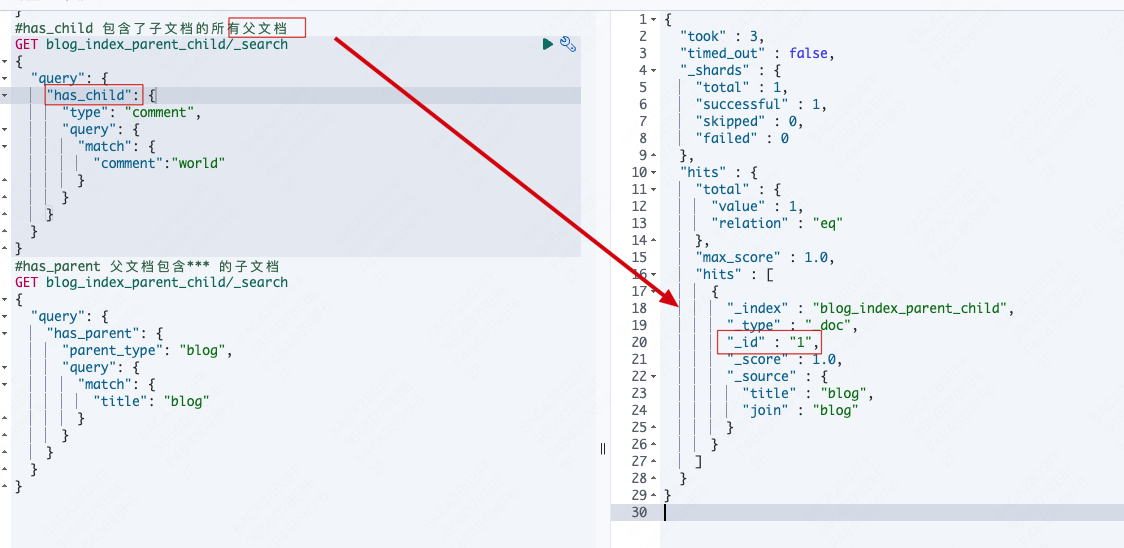 }
#has_child 包含了子文档的所有父文档
GET blog_index_parent_child/_search
{
  "query": {
    "has_child": {
      "type": "comment",
      "query": {
        "match": {
          "comment":"world"
        }
      }
    }
  }
}
#has_parent 父文档包含*** 的子文档
GET blog_index_parent_child/_search
{
  "query": {
    "has_parent": {
      "parent_type": "blog",
      "query": {
        "match": {
          "title": "blog"
        }
      }
    }
  }
}
1 {
2   "took" : 3,
3   "timed_out" : false,
4   "_shards" : {
5     "total" : 1,
6     "successful" : 1,
7     "skipped" : 0,
8     "failed" : 0
9   },
10   "hits" : {
11     "total" : {
12       "value" : 1,
13       "relation" : "eq"
14     },
15     "max_score" : 1.0,
16     "hits" : [
17       {
18         "_index" : "blog_index_parent_child",
19         "_type" : "_doc",
20         "_id" : "1",
21         "_score" : 1.0,
22         "_source" : {
23           "title" : "blog",
24           "join" : "blog"
25         }
26       }
27     ]
28   }
29 }
30